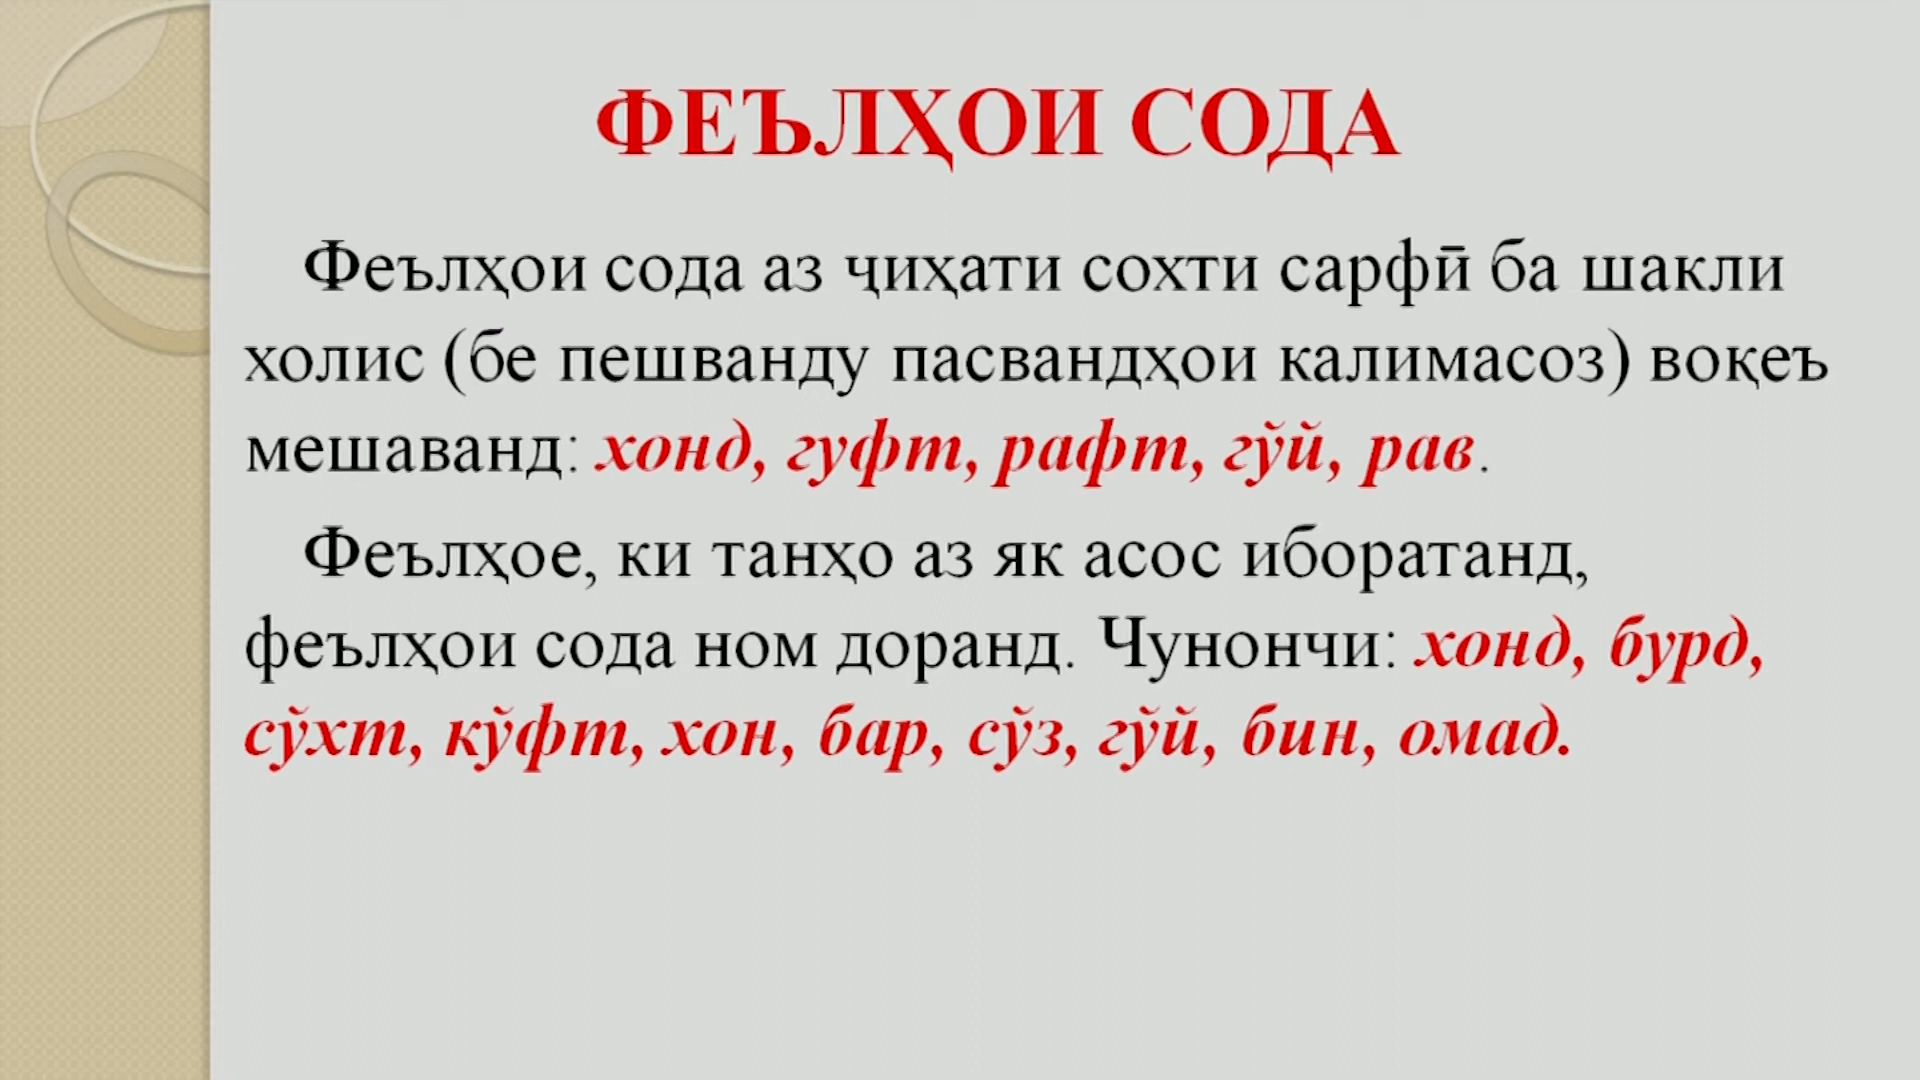 ФЕЪЛҲОИ СОДА
Феълҳои сода аз ҷиҳати сохти сарфӣ ба шакли
холис (бе пешванду пасвандҳои калимасоз) воқеъ
мешаванд: хонд, гуфт, рафт, гӯй, рав.
Феълҳое, ки танҳо аз як асос иборатанд,
феълҳои сода ном доранд. Чунончи: хонд, бурд,
сӯхт, кӯфт, хон, бар, сӯз, гӯй, бин, омад.